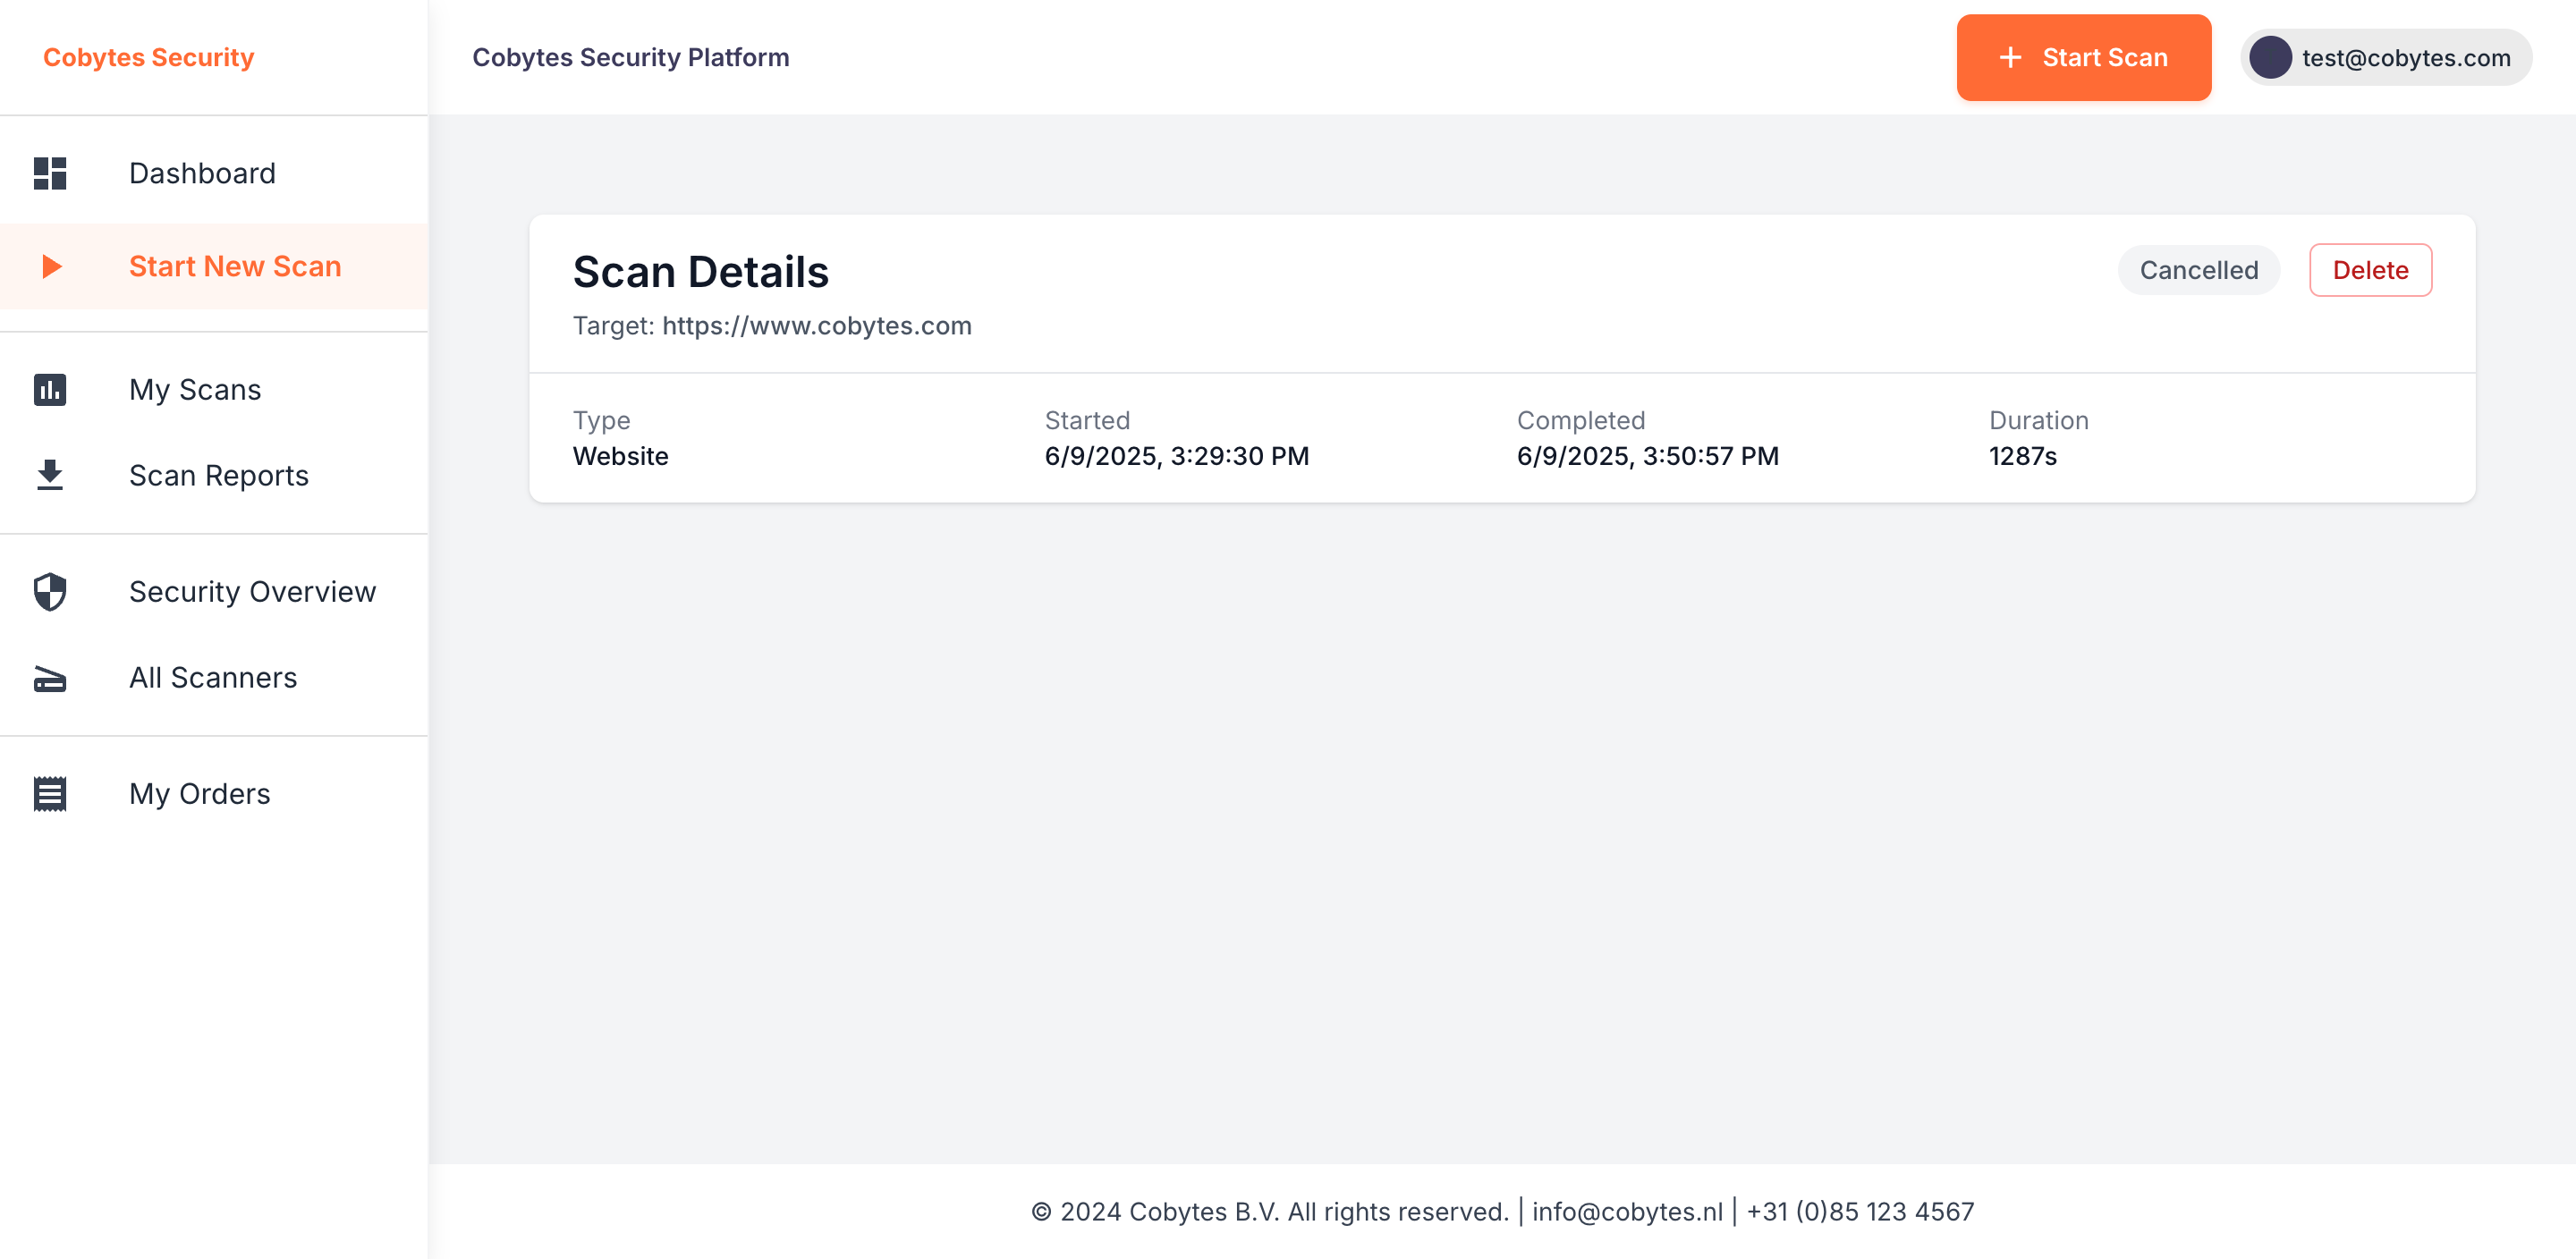 Cobytes Security
Cobytes Security Platform
Start Scan
test@cobytes.com
Dashboard
Start New Scan
My Scans
Scan Reports
Security Overview
All Scanners
My Orders
Scan Details
Cancelled
Delete
Target: https://www.cobytes.com
Type
Started
Completed
Duration
Website
6/9/2025, 3:29:30 PM
6/9/2025, 3:50:57 PM
1287s
© 2024 Cobytes B.V. All rights reserved. | info@cobytes.nl | +31 (0)85 123 4567